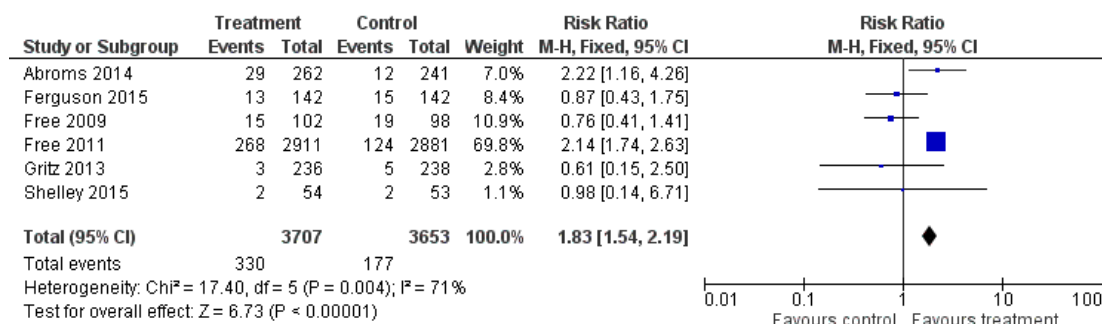 Treatment Control Risk Ratio Risk Ratio
Study or Subgroup Events Total Events Total Weight M-H, Fixed, 95% CI M-H, Fixed, 95% CI
Abroms 2014 29 262 12 241 7.0% 2.22 [1.16, 4.26]
Ferguson 2015 13 142 15 142 8.4% 0.87 [0.43, 1.75]
Free 2009 15 102 19 98 10.9% 0.76 [0.41, 1.41]
Free 2011 268 2911 124 2881 69.8% 2.14 [1.74, 2.63]
Gritz 2013 3 236 5 238 2.8% 0.61 [0.15, 2.50]
Shelley 2015 2 54 2 53 1.1% 0.98 [0.14, 6.71]
Total (95% CI) 3707 3653 100.0% 1.83 [1.54, 2.19]
Total events 330 177
Heterogeneity: Chi² = 17.40, df = 5 (P = 0.004); I² = 71%
Test for overall effect: Z = 6.73 (P < 0.00001)
0.01 0.1 1 10 100
Favours control Favours treatment